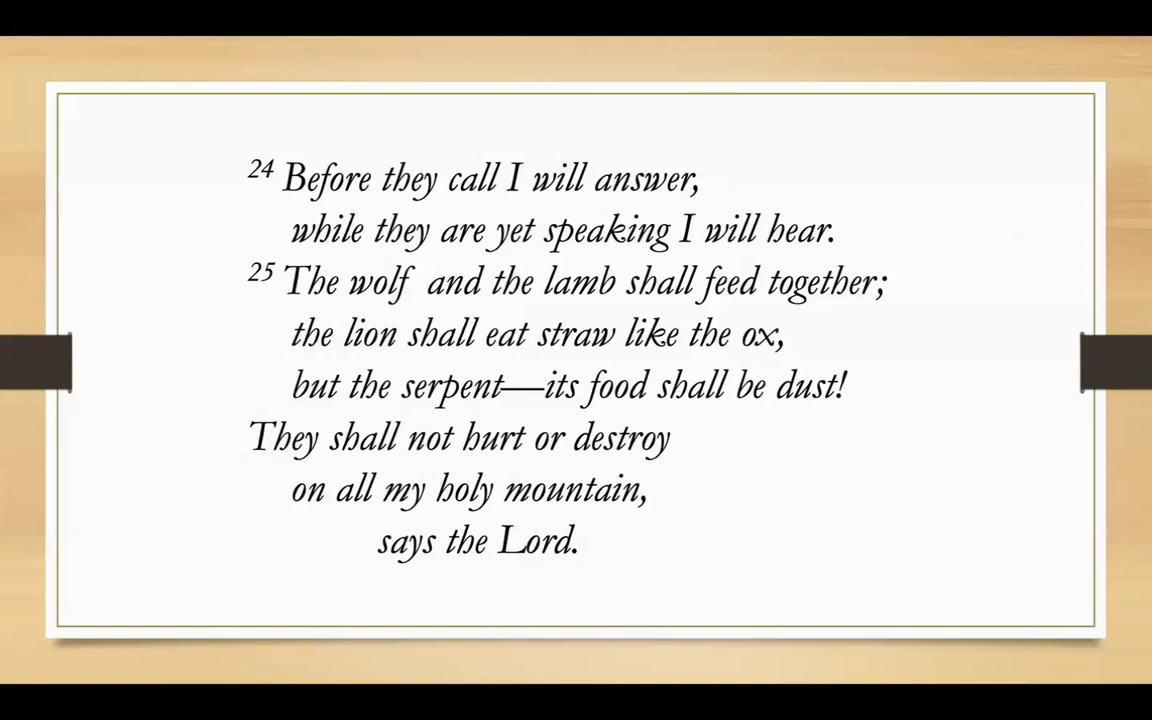 24 Before they call I will answer,
while they are yet speaking I will hear.
25 The wolf and the lamb shall feed together;
the lion shall eat straw like the ox,
but the serpent—its food shall be dust!
They shall not hurt or destroy
on all my holy mountain,
says the Lord.